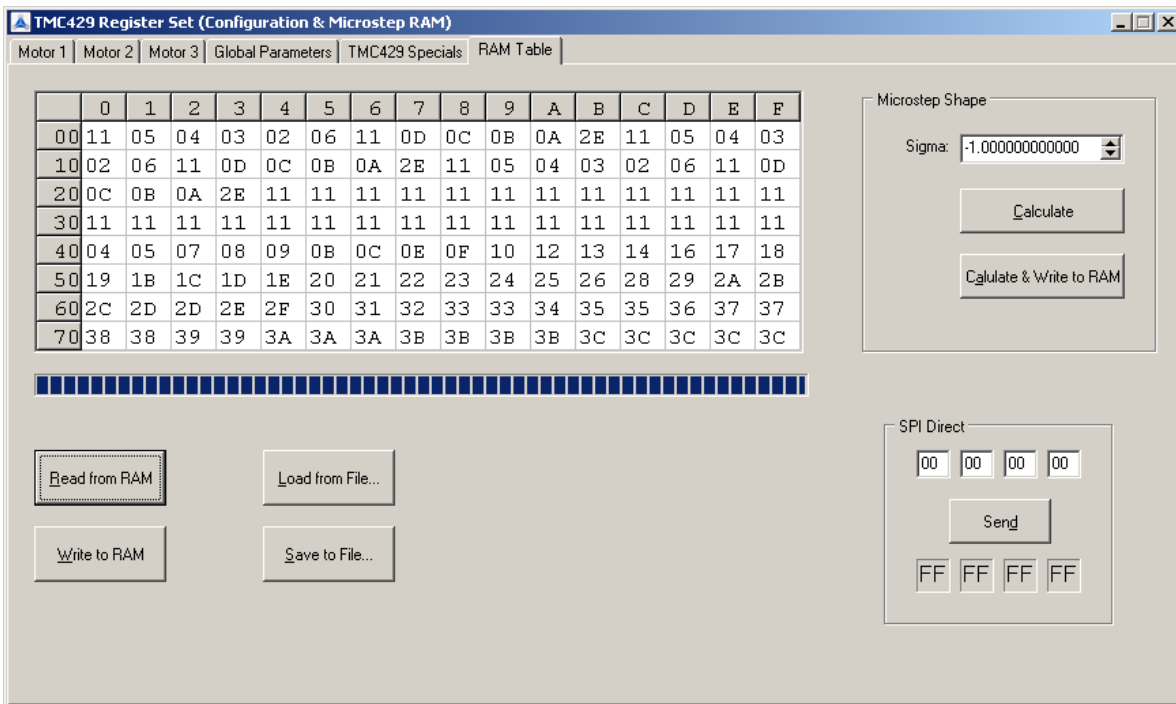 TMC429 Register Set (Configuration & Microstep RAM)
Motor 1 Motor 2 Motor 3 Global Parameters TMC429 Specials RAM Table
0 1 2 3 4 5 6 7 8 9 A B C D E F
00 11 05 04 03 02 06 11 0D 0C 0B 0A 2E 11 05 04 03
10 02 06 11 0D 0C 0B 0A 2E 11 05 04 03 02 06 11 0D
20 0C 0B 0A 2E 11 11 11 11 11 11 11 11 11 11 11 11
30 11 11 11 11 11 11 11 11 11 11 11 11 11 11 11 11
40 04 05 07 08 09 0B 0C 0E 0F 10 12 13 14 16 17 18
50 19 1B 1C 1D 1E 20 21 22 23 24 25 26 28 29 2A 2B
60 2C 2D 2D 2E 2F 30 31 32 33 33 34 35 35 36 37 37
70 38 38 39 39 3A 3A 3A 3B 3B 3B 3B 3C 3C 3C 3C 3C
Microstep Shape
Sigma: -1.000000000000
Calculate
Calulate & Write to RAM
Read from RAM Load from File...
Write to RAM Save to File...
SPI Direct
00 00 00 00
Send
FF FF FF FF